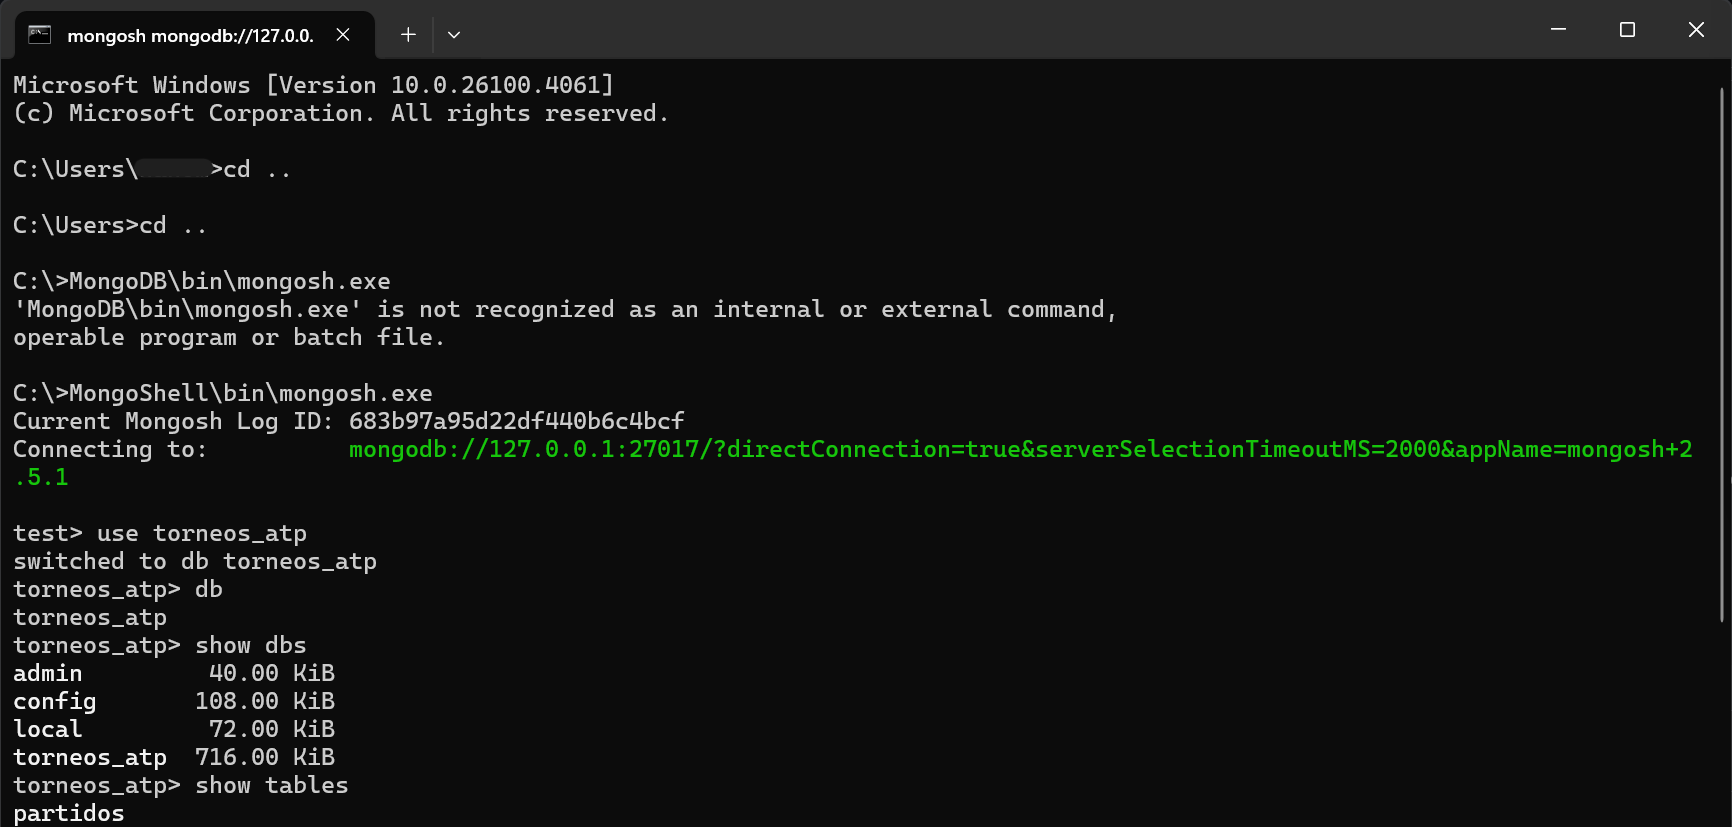 mongosh mongodb://127.0.0.
Microsoft Windows [Version 10.0.26100.4061]
(c) Microsoft Corporation. All rights reserved.
C:\Users\>cd ..
C:\Users>cd ..
C:\>MongoDB\bin\mongosh.exe
'MongoDB\bin\mongosh.exe' is not recognized as an internal or external command,
operable program or batch file.
C:\>MongoShell\bin\mongosh.exe
Current Mongosh Log ID: 683b97a95d22df440b6c4bcf
Connecting to: mongodb://127.0.0.1:27017/?directConnection=true&serverSelectionTimeoutMS=2000&appName=mongosh+2
.5.1
test> use torneos_atp
switched to db torneos_atp
torneos_atp> db
torneos_atp
torneos_atp> show dbs
admin 40.00 KiB
config 108.00 KiB
local 72.00 KiB
torneos_atp 716.00 KiB
torneos_atp> show tables
partidos